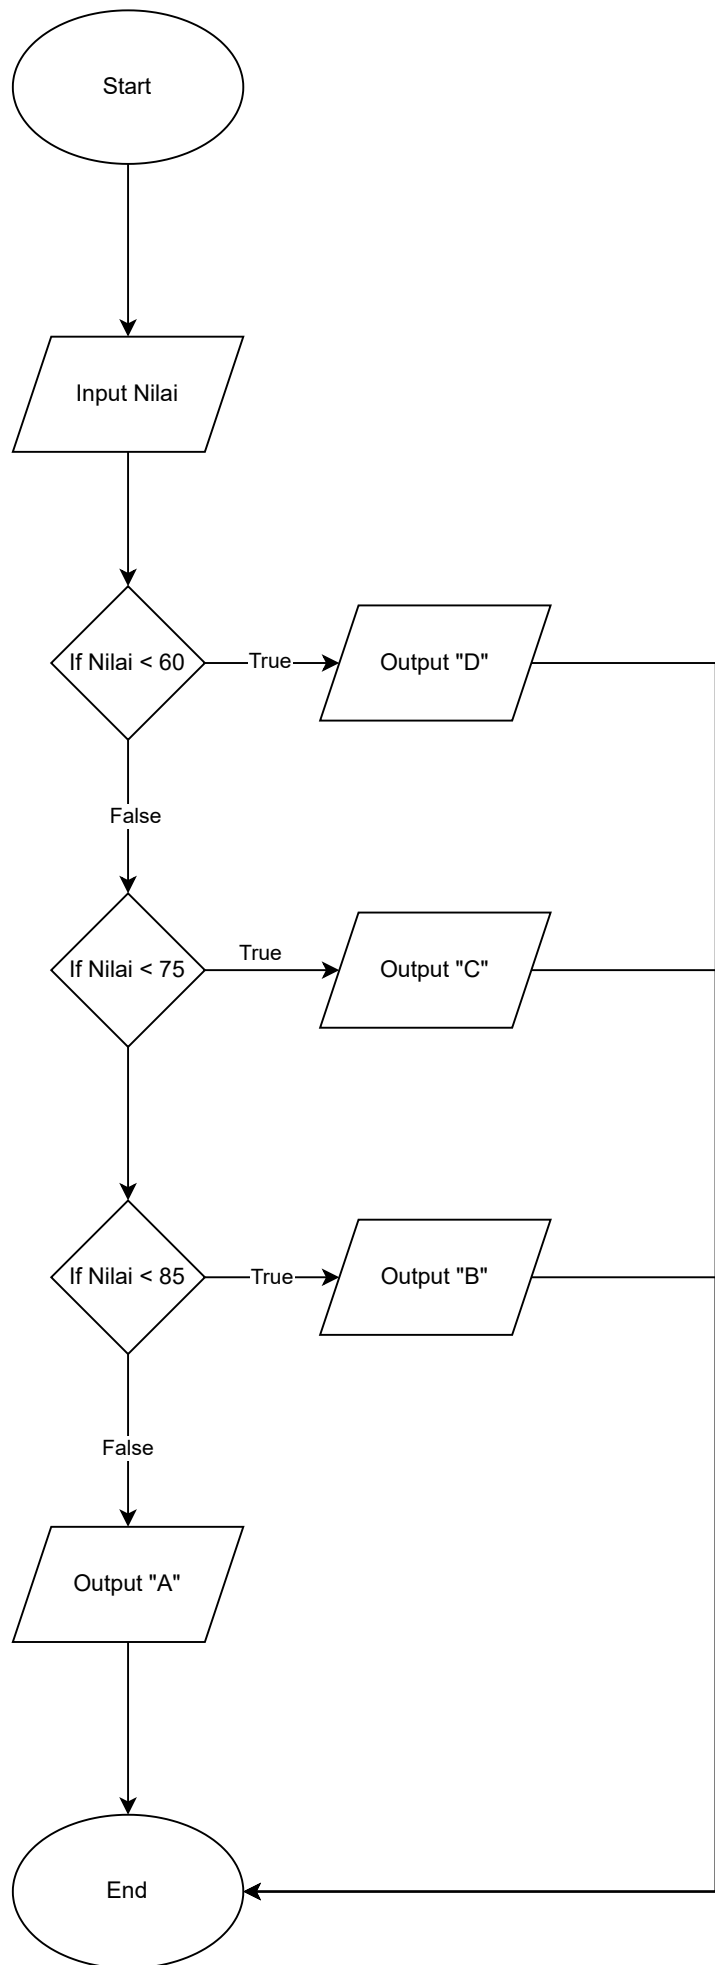 Start
Input Nilai
If Nilai < 60
True
Output "D"
False
If Nilai < 75
True
Output "C"
If Nilai < 85
True
Output "B"
False
Output "A"
End